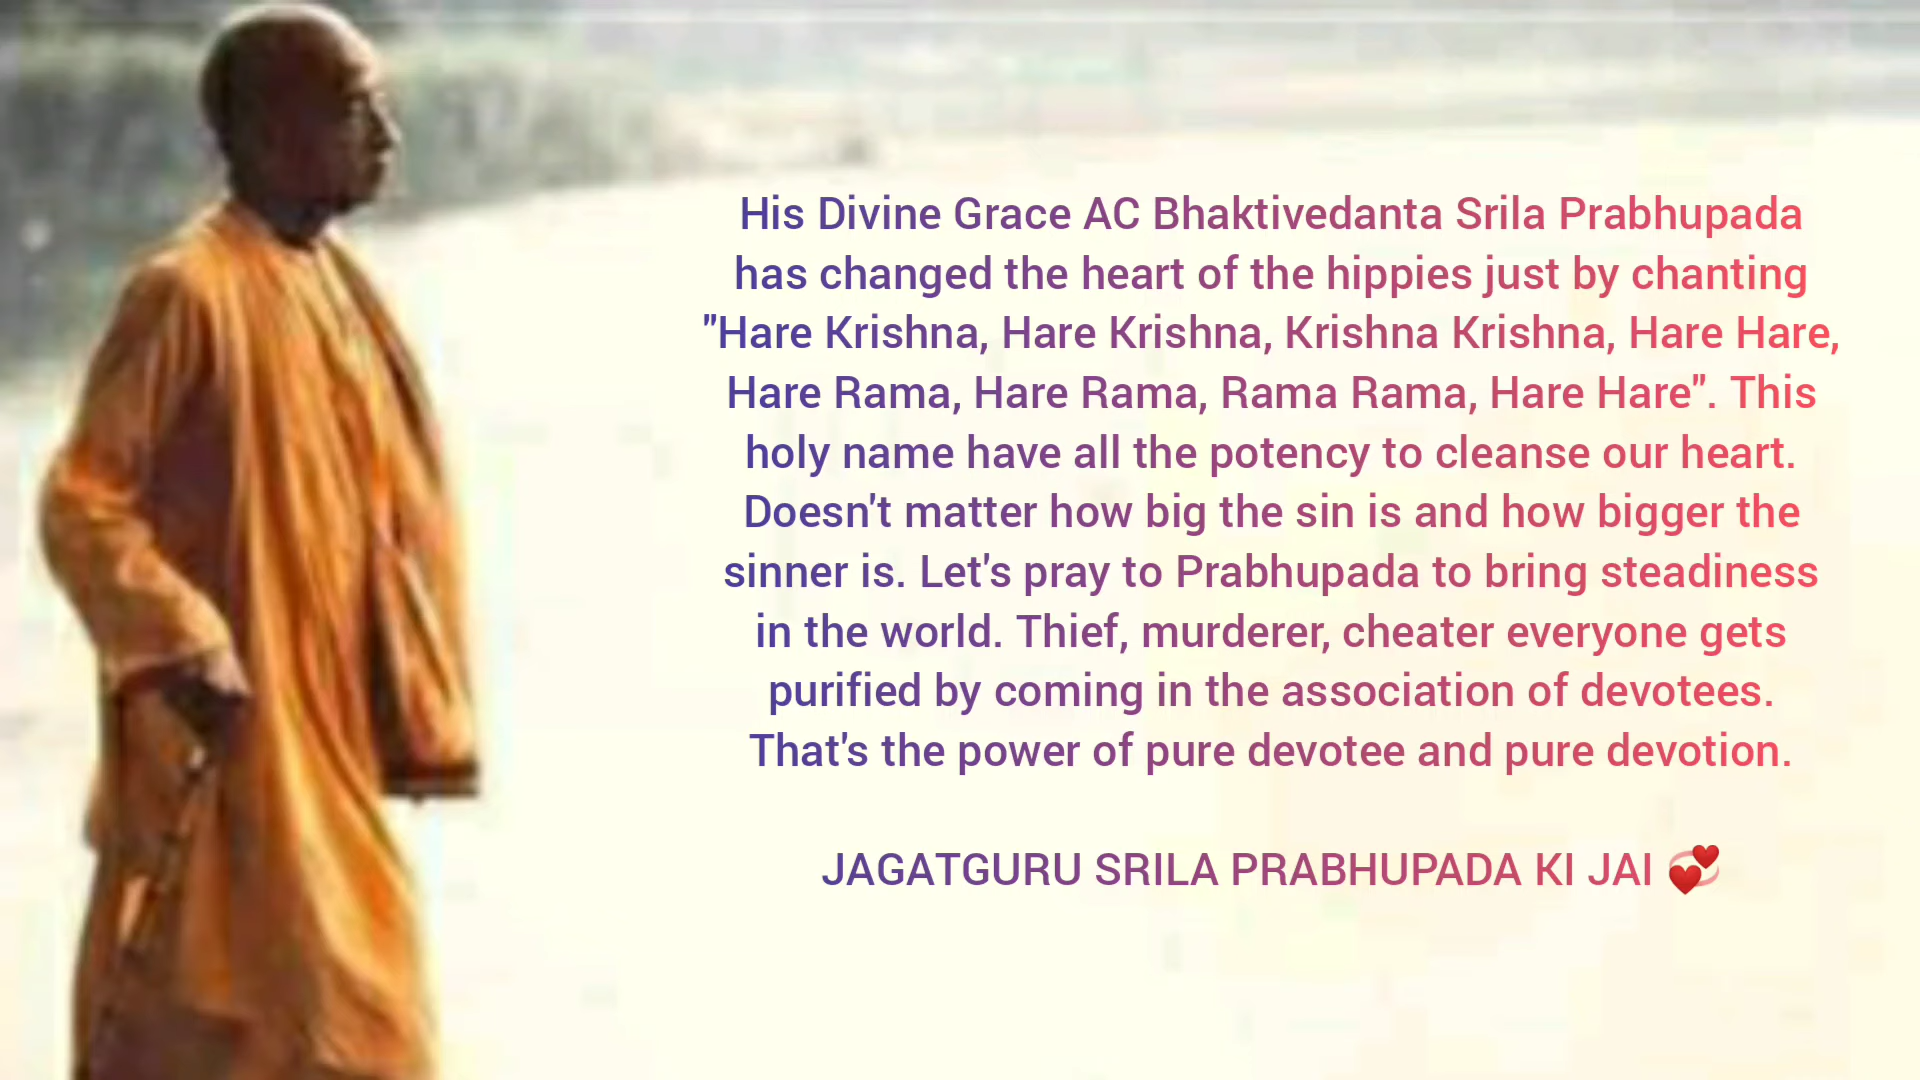 His Divine Grace AC Bhaktivedanta Srila Prabhupada
has changed the heart of the hippies just by chanting
"Hare Krishna, Hare Krishna, Krishna Krishna, Hare Hare,
Hare Rama, Hare Rama, Rama Rama, Hare Hare". This
holy name have all the potency to cleanse our heart.
Doesn't matter how big the sin is and how bigger the
sinner is. Let's pray to Prabhupada to bring steadiness
in the world. Thief, murderer, cheater everyone gets
purified by coming in the association of devotees.
That's the power of pure devotee and pure devotion.
JAGATGURU SRILA PRABHUPADA KI JAI 💞